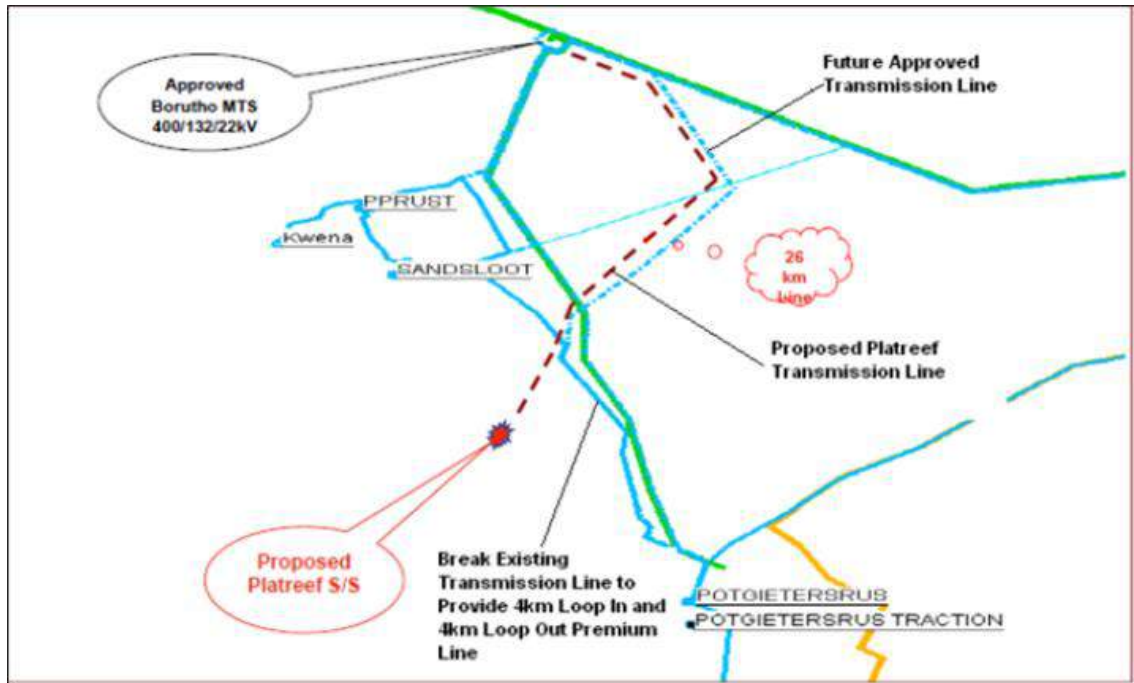 Approved
Borutho MTS
400/132/22kV
Future Approved
Transmission Line
PPRUST
Kwena
SANDSLOOT
26
km
Line
Proposed Platreef
Transmission Line
Proposed
Platreef S/S
Break Existing
Transmission Line to
Provide 4km Loop In and
4km Loop Out Premium
Line
POTGIETERSRUS
POTGIETERSRUS TRACTION